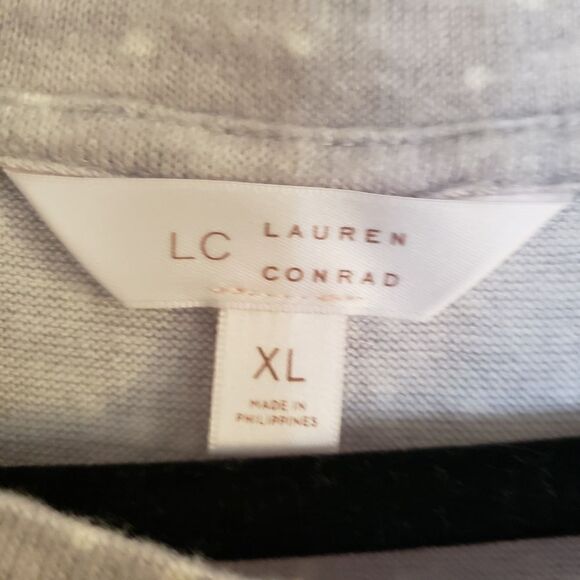 LC LAUREN
CONRAD
XL
MADE IN
PHILIPPINES